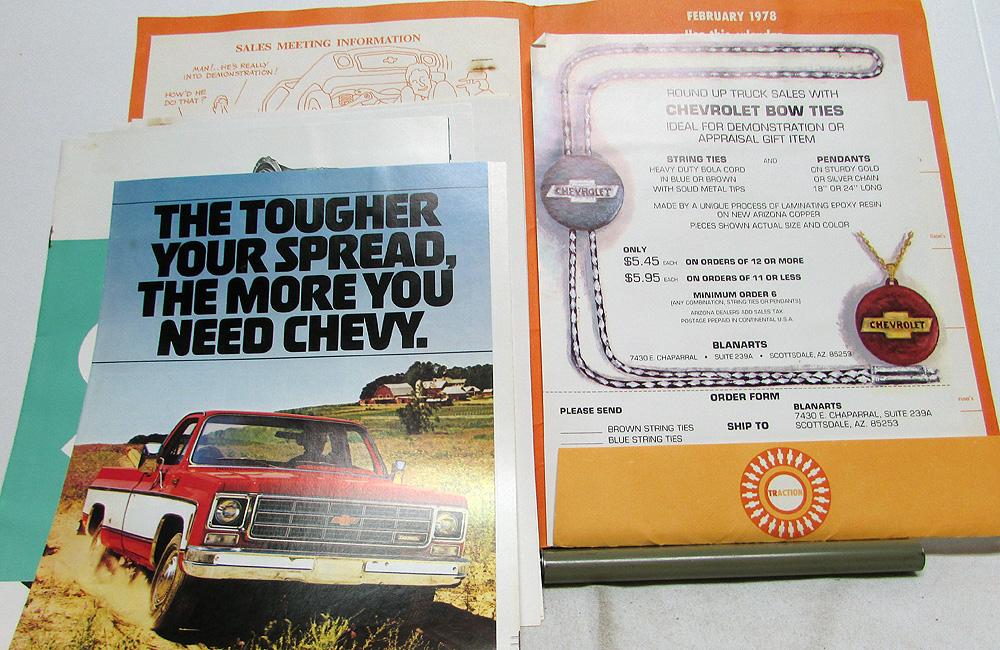 FEBRUARY 1978
Use this calendar
SALES MEETING INFORMATION
MAN!...HE'S REALLY
INTO DEMONSTRATION!
HOW'D HE
DO THAT?
THE TOUGHER
YOUR SPREAD,
THE MORE YOU
NEED CHEVY.
ROUND UP TRUCK SALES WITH
CHEVROLET BOW TIES
IDEAL FOR DEMONSTRATION OR
APPRAISAL GIFT ITEM
STRING TIES AND PENDANTS
HEAVY DUTY BOLA CORD ON STURDY GOLD
IN BLUE OR BROWN OR SILVER CHAIN
WITH SOLID METAL TIPS 18" OR 24" LONG
CHEVROLET
MADE BY A UNIQUE PROCESS OF LAMINATING EPOXY RESIN
ON NEW ARIZONA COPPER
PIECES SHOWN ACTUAL SIZE AND COLOR
ONLY
$5.45 EACH ON ORDERS OF 12 OR MORE
$5.95 EACH ON ORDERS OF 11 OR LESS
MINIMUM ORDER 6
(ANY COMBINATION, STRING TIES OR PENDANTS)
ARIZONA DEALERS ADD SALES TAX
POSTAGE PREPAID IN CONTINENTAL U.S.A.
CHEVROLET
BLANARTS
7430 E. CHAPARRAL • SUITE 239A • SCOTTSDALE, AZ. 85253
ORDER FORM
PLEASE SEND
BROWN STRING TIES
BLUE STRING TIES
SHIP TO
BLANARTS
7430 E. CHAPARRAL, SUITE 239A
SCOTTSDALE, AZ. 85253
TRACTION